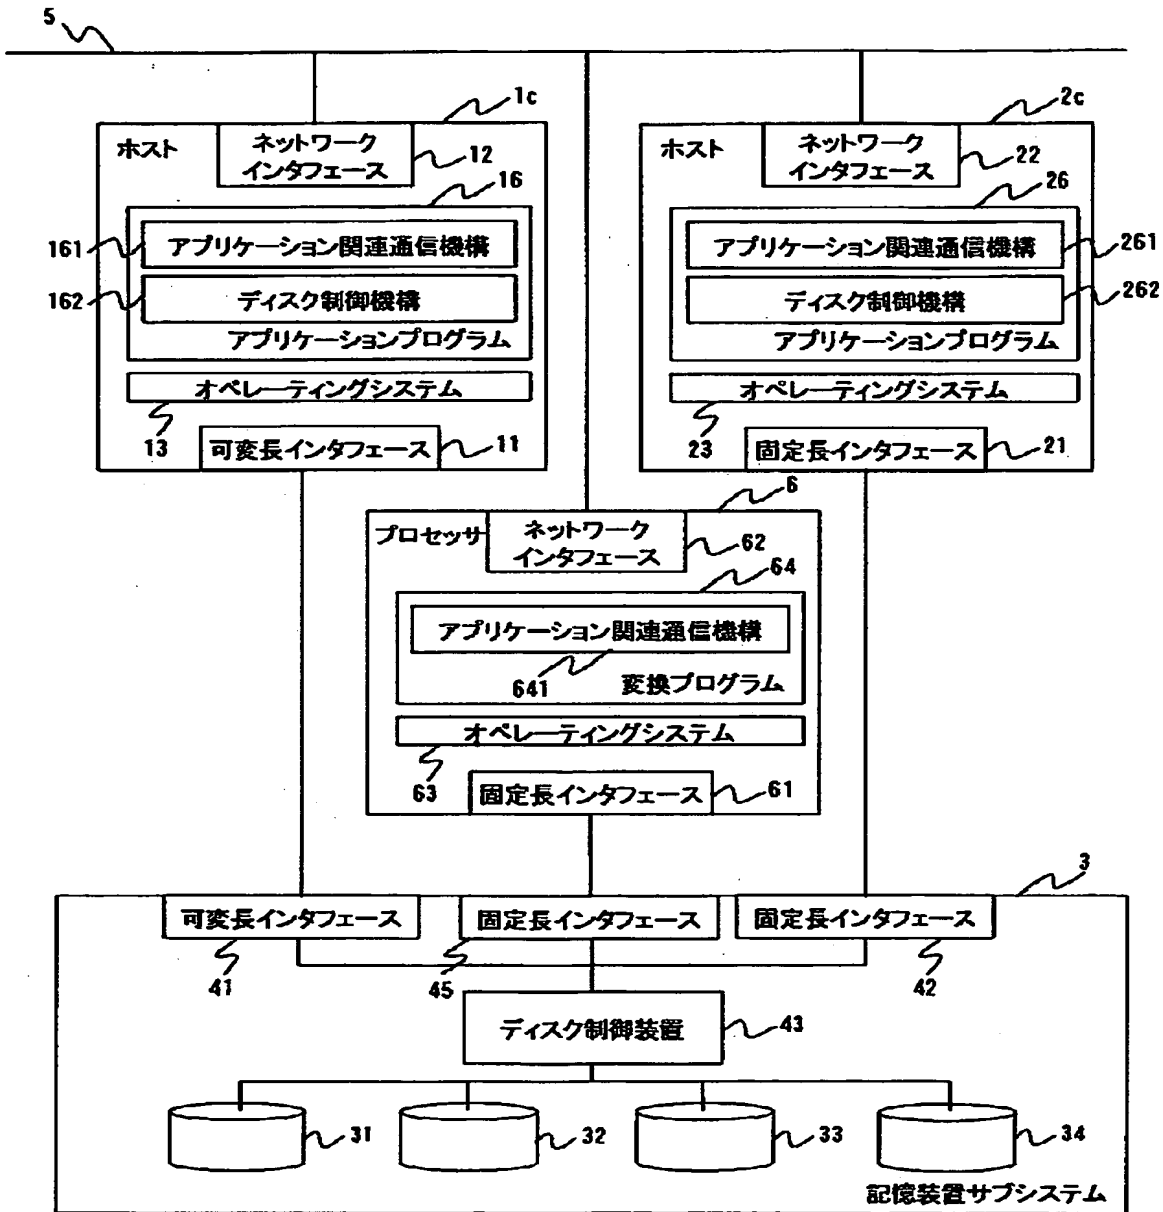 5
1c
2c
ホスト
ネットワーク
インタフェース
12
ホスト
ネットワーク
インタフェース
22
16
26
161
アプリケーション関連通信機構
アプリケーション関連通信機構
261
162
ディスク制御機構
ディスク制御機構
262
アプリケーションプログラム
アプリケーションプログラム
オペレーティングシステム
オペレーティングシステム
13
可変長インタフェース
11
23
固定長インタフェース
21
6
プロセッサ
ネットワーク
インタフェース
62
64
アプリケーション関連通信機構
641
変換プログラム
オペレーティングシステム
63
固定長インタフェース
61
3
可変長インタフェース
固定長インタフェース
固定長インタフェース
41
45
42
ディスク制御装置
43
31
32
33
34
記憶装置サブシステム